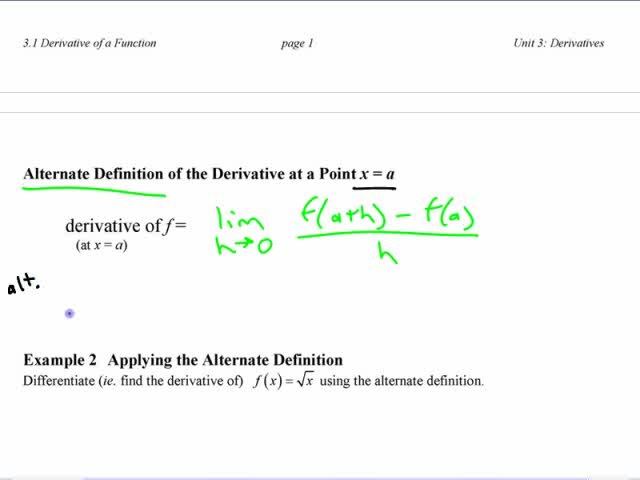 3.1 Derivative of a Function page 1 Unit 3: Derivatives
Alternate Definition of the Derivative at a Point x = a
derivative of f = lim h→0 f(a+h) − f(a) / h
(at x = a)
alt.
Example 2 Applying the Alternate Definition
Differentiate (ie. find the derivative of) f(x) = √x using the alternate definition.